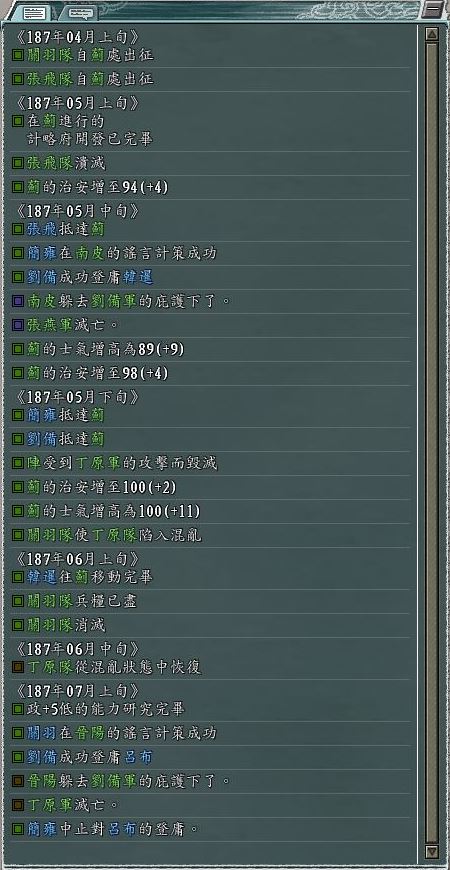 《187年04月上旬》
關羽隊自薊處出征
張飛隊自薊處出征
《187年05月上旬》
在薊進行的
計略府開發已完畢
張飛隊潰滅
薊的治安增至94(+4)
《187年05月中旬》
張飛抵達薊
簡雍在南皮的謠言計策成功
劉備成功登庸韓暹
南皮躲去劉備軍的庇護下了。
張燕軍滅亡。
薊的士氣增高為89(+9)
薊的治安增至98(+4)
《187年05月下旬》
簡雍抵達薊
劉備抵達薊
陣受到丁原軍的攻擊而毀滅
薊的治安增至100(+2)
薊的士氣增高為100(+11)
關羽隊使丁原隊陷入混亂
《187年06月上旬》
韓暹往薊移動完畢
關羽隊兵糧已盡
關羽隊消滅
《187年06月中旬》
丁原隊從混亂狀態中恢復
《187年07月上旬》
政+5低的能力研究完畢
關羽在晉陽的謠言計策成功
劉備成功登庸呂布
晉陽躲去劉備軍的庇護下了。
丁原軍滅亡。
簡雍中止對呂布的登庸。